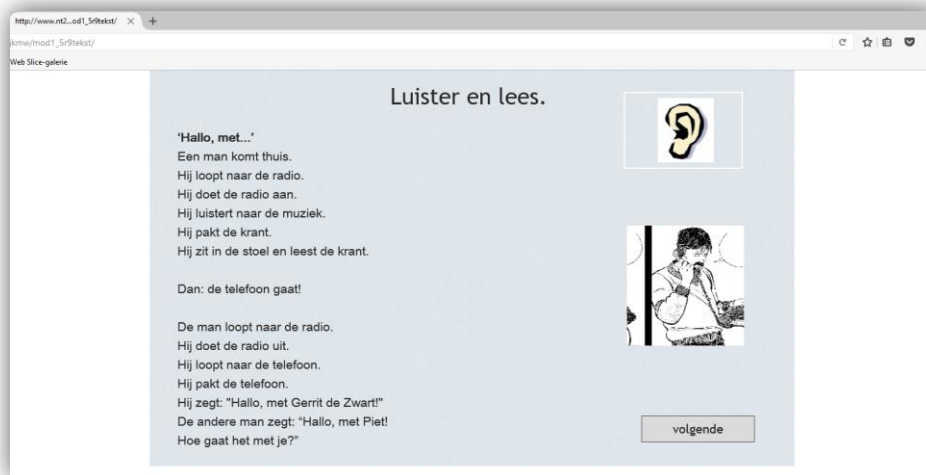 http://www.nt2...od1_5r9tekst/
jkmw/mod1_5r9tekst/
Web Slice-galerie
Luister en lees.
‘Hallo, met...’
Een man komt thuis.
Hij loopt naar de radio.
Hij doet de radio aan.
Hij luistert naar de muziek.
Hij pakt de krant.
Hij zit in de stoel en leest de krant.
Dan: de telefoon gaat!
De man loopt naar de radio.
Hij doet de radio uit.
Hij loopt naar de telefoon.
Hij pakt de telefoon.
Hij zegt: "Hallo, met Gerrit de Zwart!"
De andere man zegt: “Hallo, met Piet!
Hoe gaat het met je?”
volgende